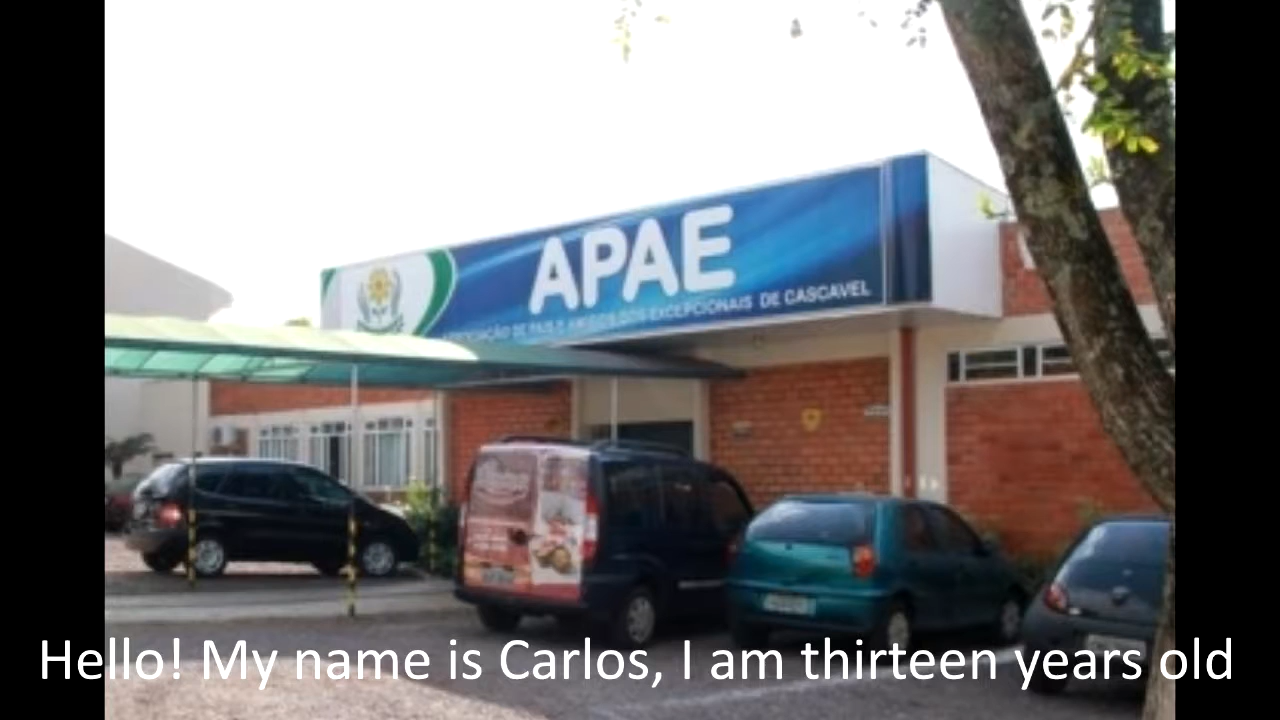 APAE
ASSOCIAÇÃO DE PAIS E AMIGOS DOS EXCEPCIONAIS DE CASCAVEL
Hello! My name is Carlos, I am thirteen years old